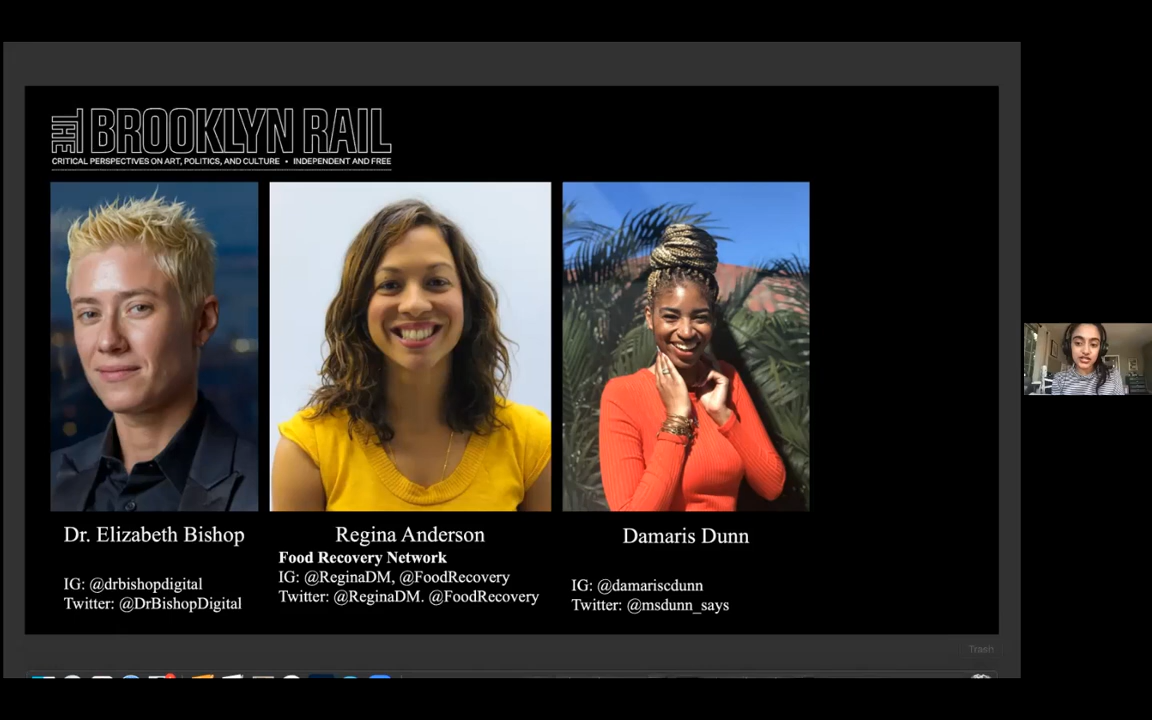 THE BROOKLYN RAIL
CRITICAL PERSPECTIVES ON ART, POLITICS, AND CULTURE • INDEPENDENT AND FREE
Dr. Elizabeth Bishop
IG: @drbishopdigital
Twitter: @DrBishopDigital
Regina Anderson
Food Recovery Network
IG: @ReginaDM, @FoodRecovery
Twitter: @ReginaDM. @FoodRecovery
Damaris Dunn
IG: @damariscdunn
Twitter: @msdunn_says
Trash